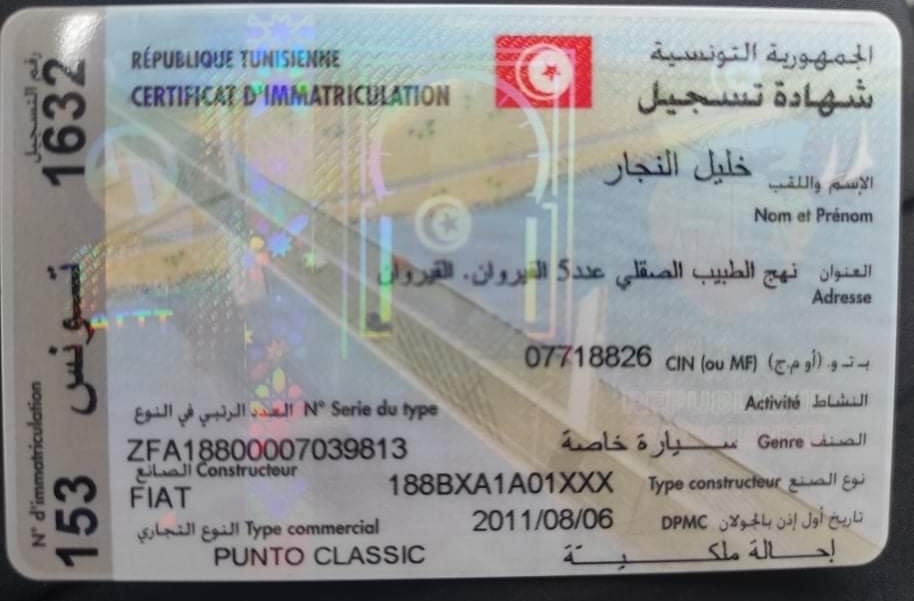 RÉPUBLIQUE TUNISIENNE الجمهورية التونسية
CERTIFICAT D'IMMATRICULATION شهادة تسجيل
الإسم واللقب خليل النجار
Nom et Prénom
العنوان نهج الطبيب الصقلي عدد5 القيروان. القيروان
Adresse
ب.ت.و. (أو م.ج) CIN (ou MF) 07718826
النشاط Activité
العدد الرتبي في النوع N° Serie du type
ZFA18800007039813
الصنف Genre سيارة خاصة
الصانع Constructeur
FIAT
نوع الصنع Type constructeur 188BXA1A01XXX
تاريخ أول إذن بالجولان DPMC 2011/08/06
النوع التجاري Type commercial
PUNTO CLASSIC
إحالة ملكية
رقم التسجيل N° d'immatriculation
153 تونس 1632
ATTT